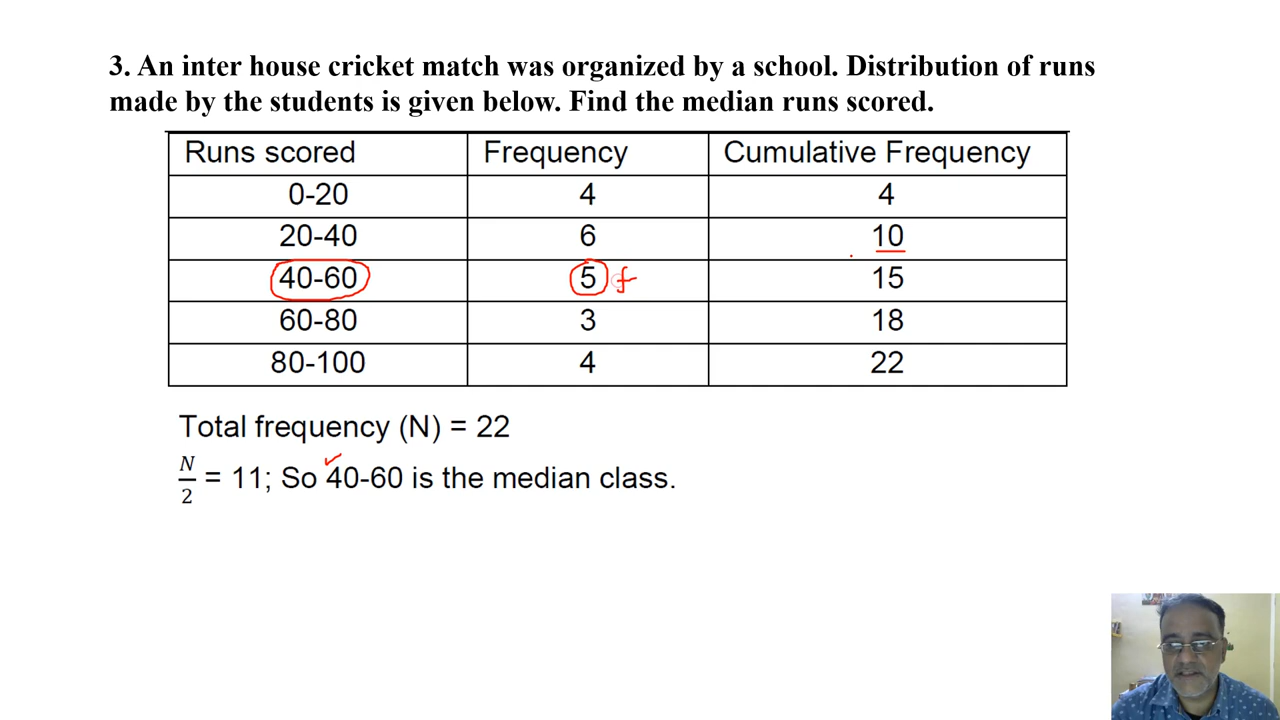 3. An inter house cricket match was organized by a school. Distribution of runs
made by the students is given below. Find the median runs scored.
Runs scored Frequency Cumulative Frequency
0-20 4 4
20-40 6 10
40-60 5 f 15
60-80 3 18
80-100 4 22
Total frequency (N) = 22
N/2 = 11; So 40-60 is the median class.